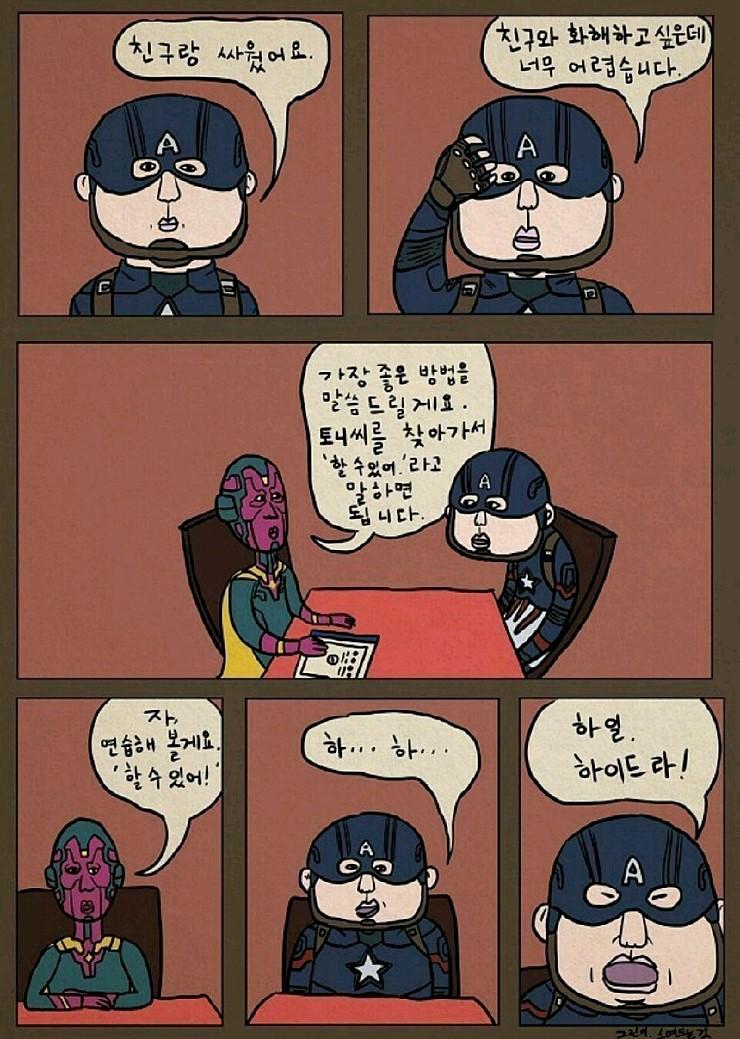 친구랑 싸웠어요.
친구와 화해하고 싶은데
너무 어렵습니다.
가장 좋은 방법을
말씀드릴게요.
토니씨를 찾아가서
'할 수 있어.'라고
말하면
됩니다.
자,
연습해 볼게요.
'할 수 있어!'
하... 하...
하일.
하이드라!
A
A
A
A
A